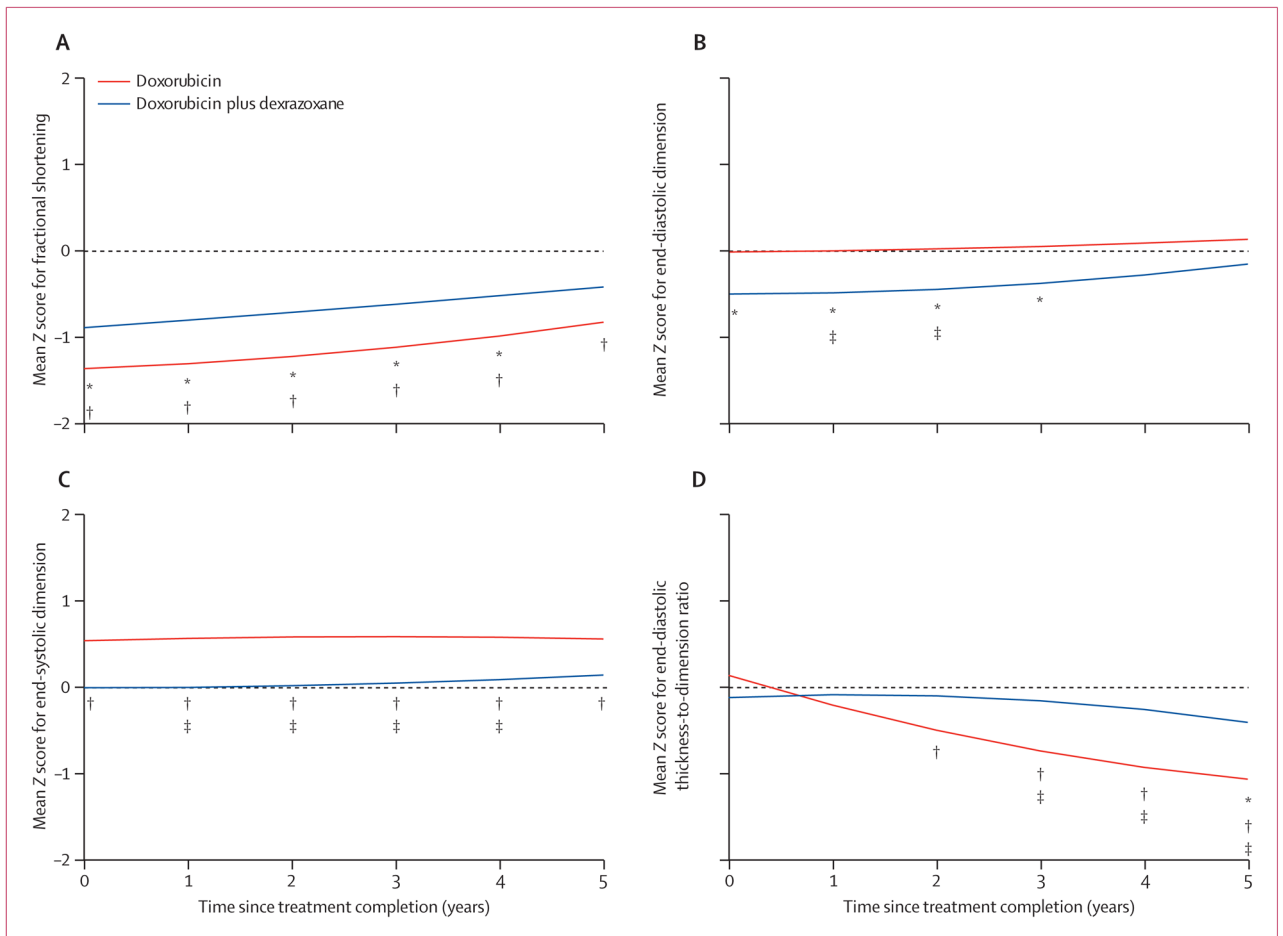 A
2
1
0
–1
–2
Mean Z score for fractional shortening
Doxorubicin
Doxorubicin plus dexrazoxane
* * * * *
† † † † † †
B
Mean Z score for end-diastolic dimension
* * * *
‡ ‡
C
2
1
0
–1
–2
Mean Z score for end-systolic dimension
† † † † † †
‡ ‡ ‡ ‡
0 1 2 3 4 5
Time since treatment completion (years)
D
Mean Z score for end-diastolic
thickness-to-dimension ratio
† † † * †
‡ ‡ ‡
0 1 2 3 4 5
Time since treatment completion (years)